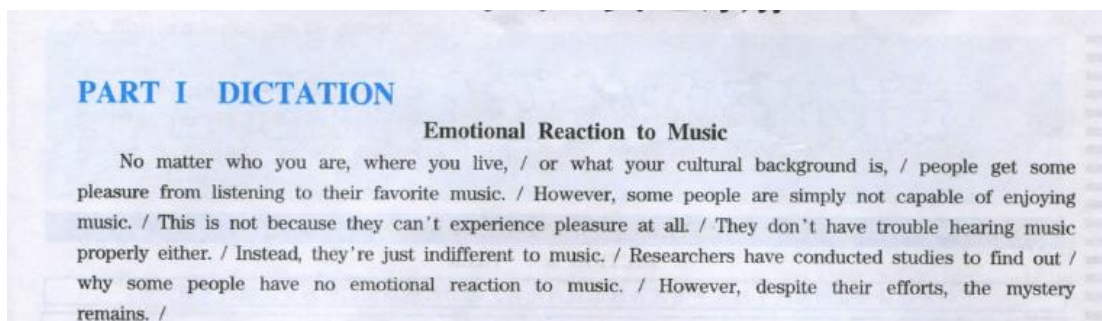 PART I DICTATION
Emotional Reaction to Music
No matter who you are, where you live, / or what your cultural background is, / people get some
pleasure from listening to their favorite music. / However, some people are simply not capable of enjoying
music. / This is not because they can't experience pleasure at all. / They don't have trouble hearing music
properly either. / Instead, they're just indifferent to music. / Researchers have conducted studies to find out /
why some people have no emotional reaction to music. / However, despite their efforts, the mystery
remains. /